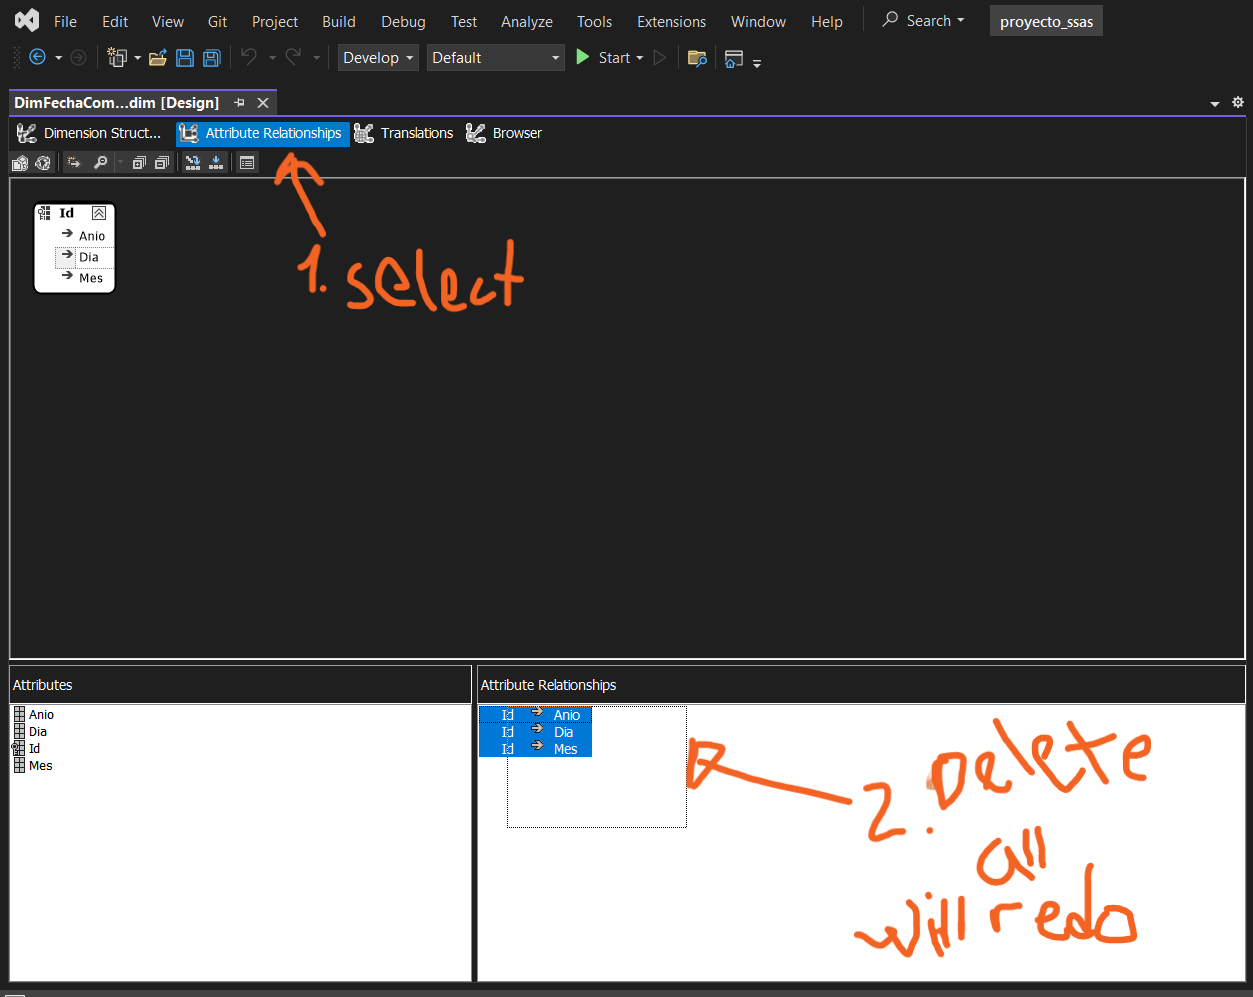 File Edit View Git Project Build Debug Test Analyze Tools Extensions Window Help Search proyecto_ssas
Develop Default Start
DimFechaCom...dim [Design]
Dimension Struct... Attribute Relationships Translations Browser
Id
Anio
Dia
Mes
1. select
Attributes
Anio
Dia
Id
Mes
Attribute Relationships
Id Anio
Id Dia
Id Mes
2. Delete
all
will redo